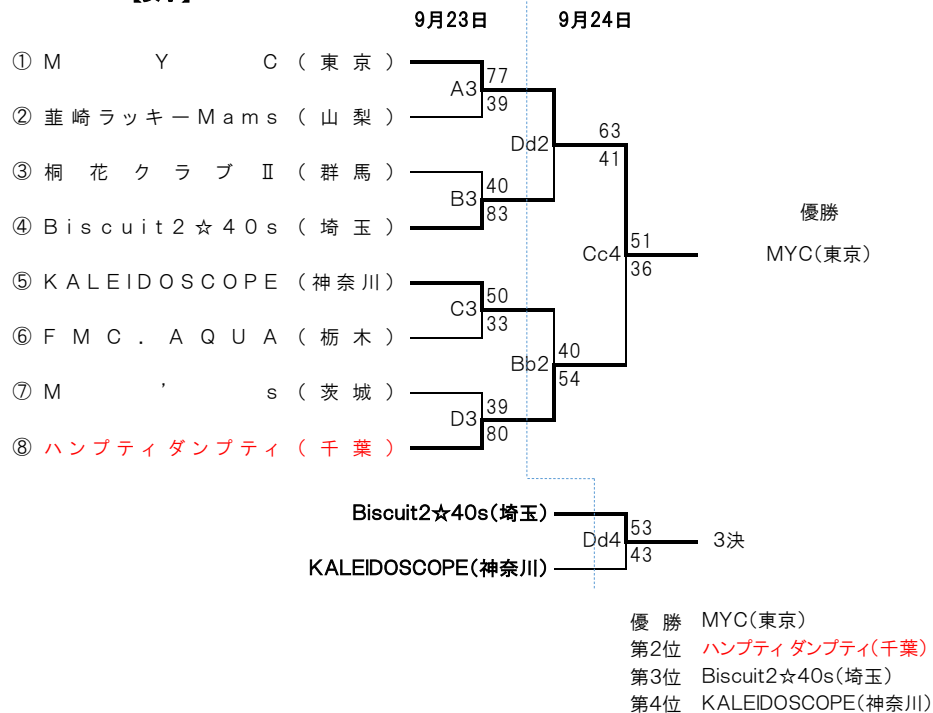 9月23日 9月24日
① MYC(東京)
77
A3
39
② 韮崎ラッキーMams(山梨)
63
Dd2
41
③ 桐花クラブⅡ(群馬)
40
B3
83
④ Biscuit2☆40s(埼玉)
優勝
51
Cc4
MYC(東京)
36
⑤ KALEIDOSCOPE(神奈川)
50
C3
33
⑥ FMC.AQUA(栃木)
40
Bb2
54
⑦ M's(茨城)
39
D3
80
⑧ ハンプティダンプティ(千葉)
Biscuit2☆40s(埼玉)
53
Dd4
3決
43
KALEIDOSCOPE(神奈川)
優勝 MYC(東京)
第2位 ハンプティダンプティ(千葉)
第3位 Biscuit2☆40s(埼玉)
第4位 KALEIDOSCOPE(神奈川)